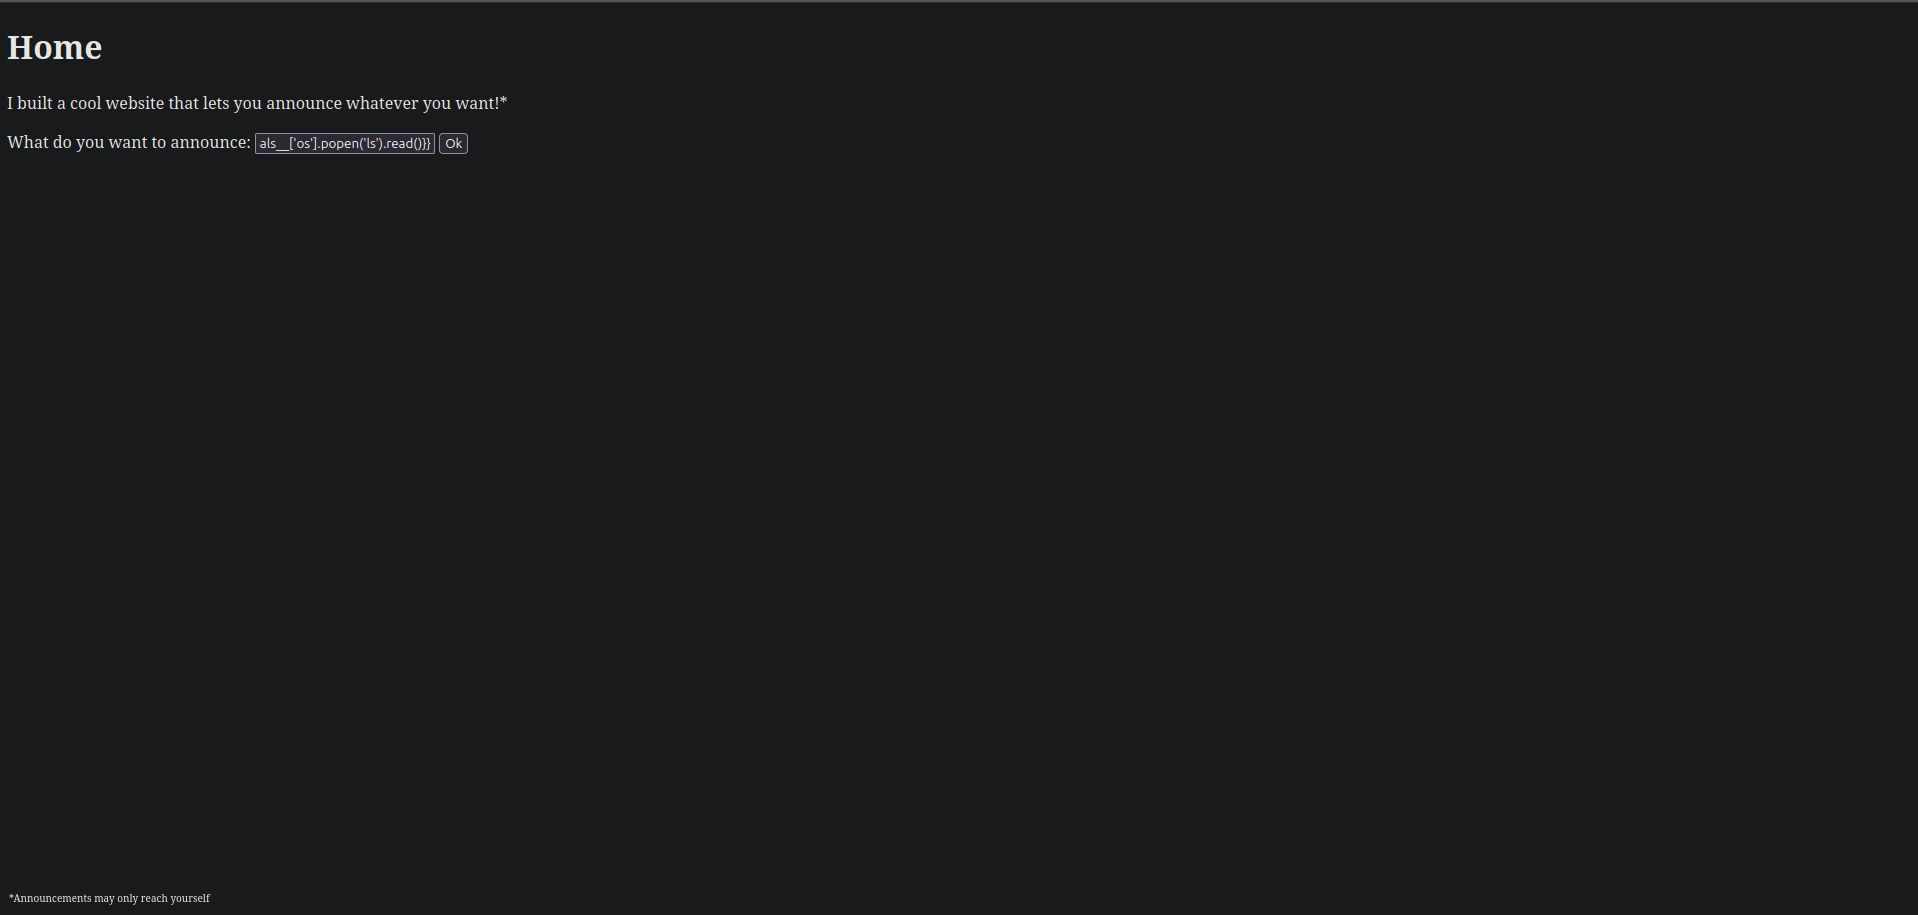 Home
I built a cool website that lets you announce whatever you want!*
What do you want to announce: als__['os'].popen('ls').read()}} Ok
*Announcements may only reach yourself